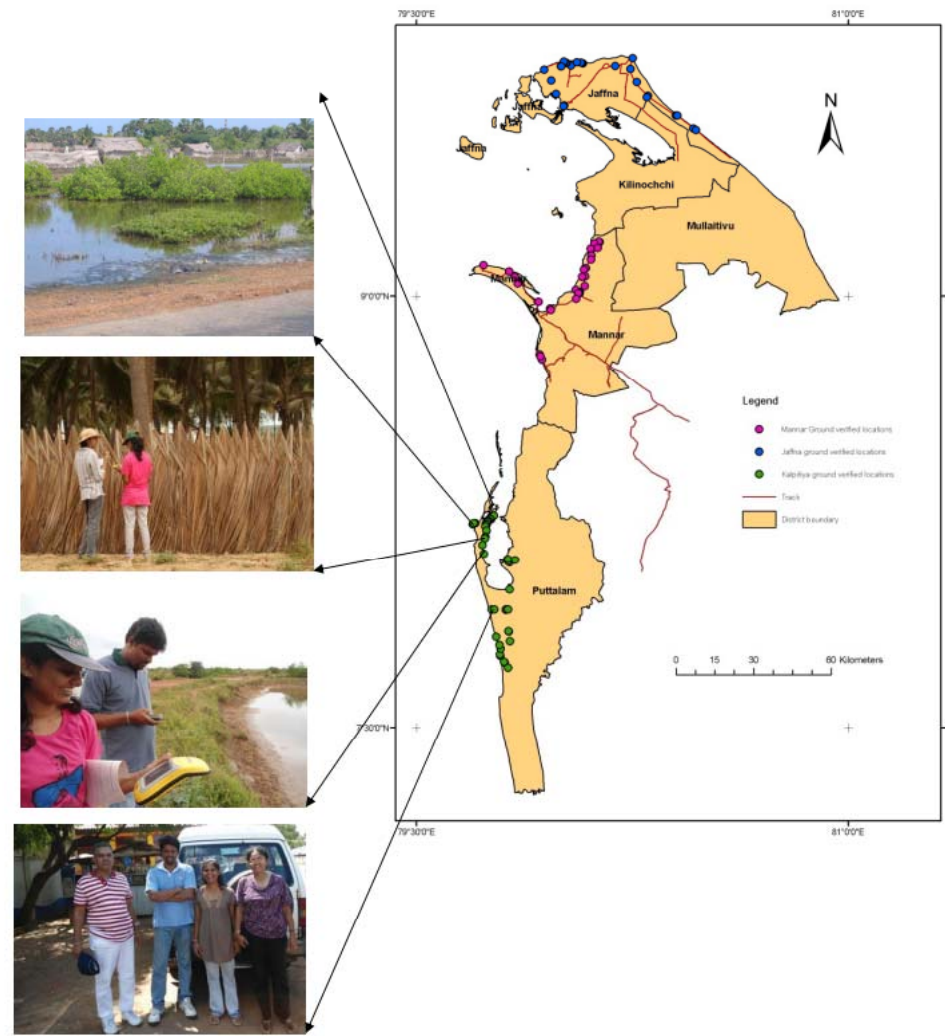 79°30'0"E
81°0'0"E
N
Jaffna
Jaffna
Jaffna
Kilinochchi
Mullaitivu
Mannar
9°0'0"N
Mannar
Legend
Mannar Ground verified locations
Jaffna ground verified locations
Kalpitiya ground verified locations
Track
District boundary
Puttalam
0 15 30 60 Kilometers
7°30'0"N
79°30'0"E
81°0'0"E